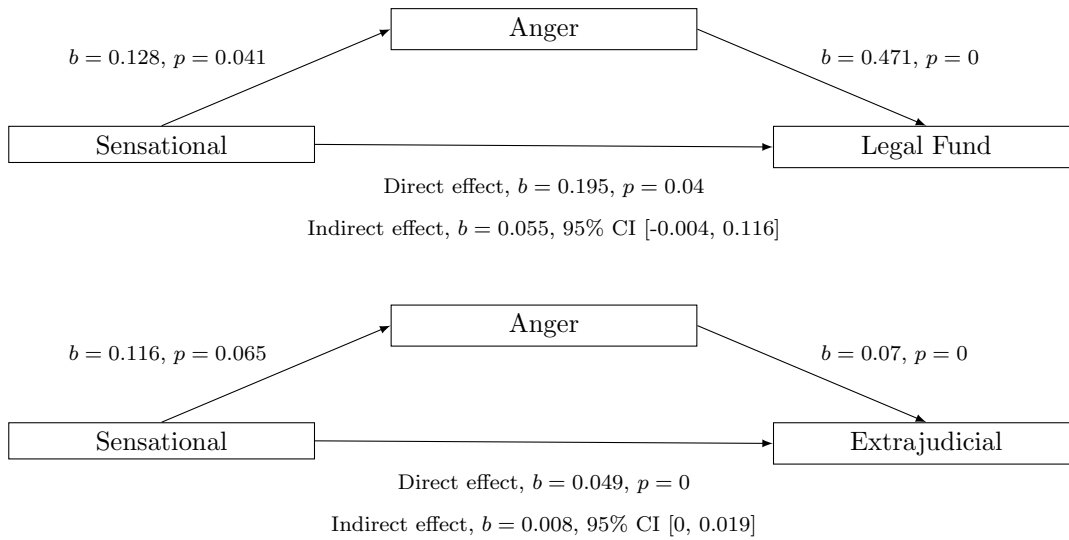 Anger
b = 0.128, p = 0.041
b = 0.471, p = 0
Sensational
Legal Fund
Direct effect, b = 0.195, p = 0.04
Indirect effect, b = 0.055, 95% CI [-0.004, 0.116]
Anger
b = 0.116, p = 0.065
b = 0.07, p = 0
Sensational
Extrajudicial
Direct effect, b = 0.049, p = 0
Indirect effect, b = 0.008, 95% CI [0, 0.019]